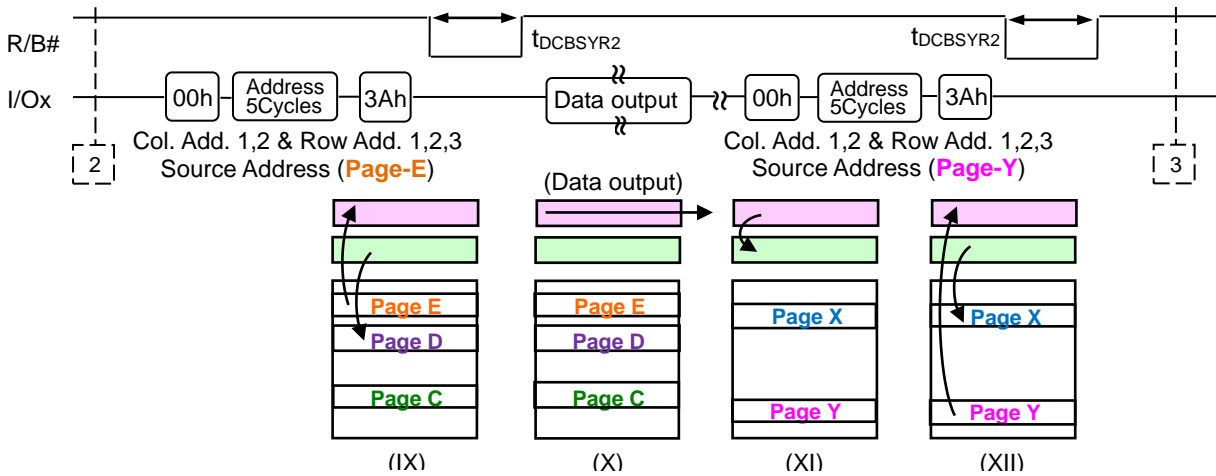 R/B#
tDCBSYR2
tDCBSYR2
I/Ox
00h
Address
5Cycles
3Ah
Data output
00h
Address
5Cycles
3Ah
Col. Add. 1,2 & Row Add. 1,2,3
Source Address (Page-E)
Col. Add. 1,2 & Row Add. 1,2,3
Source Address (Page-Y)
2
3
(Data output)
Page E
Page D
Page C
Page E
Page D
Page C
Page X
Page Y
Page X
Page Y
(IX)
(X)
(XI)
(XII)